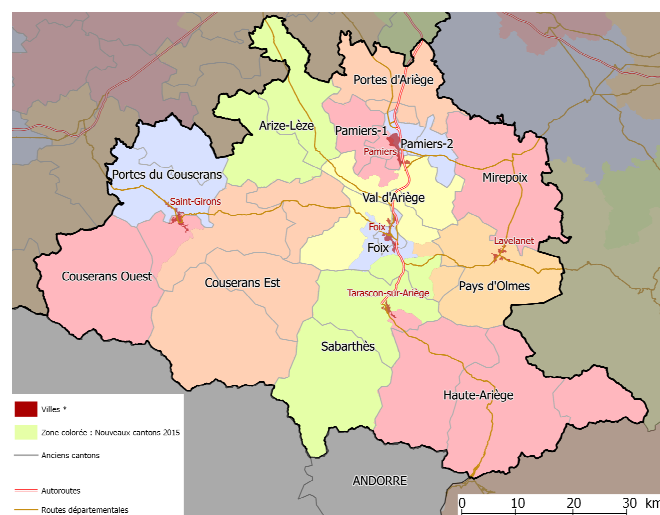 Portes d'Ariège
Arize-Lèze
Pamiers-1
Pamiers-2
Pamiers
Portes du Couserans
Mirepoix
Val d'Ariège
Saint-Girons
Foix
Foix
Lavelanet
Couserans Ouest
Couserans Est
Pays d'Olmes
Tarascon-sur-Ariège
Sabarthès
Haute-Ariège
ANDORRE
Villes *
Zone colorée : Nouveaux cantons 2015
Anciens cantons
Autoroutes
Routes départementales
0 10 20 30 km